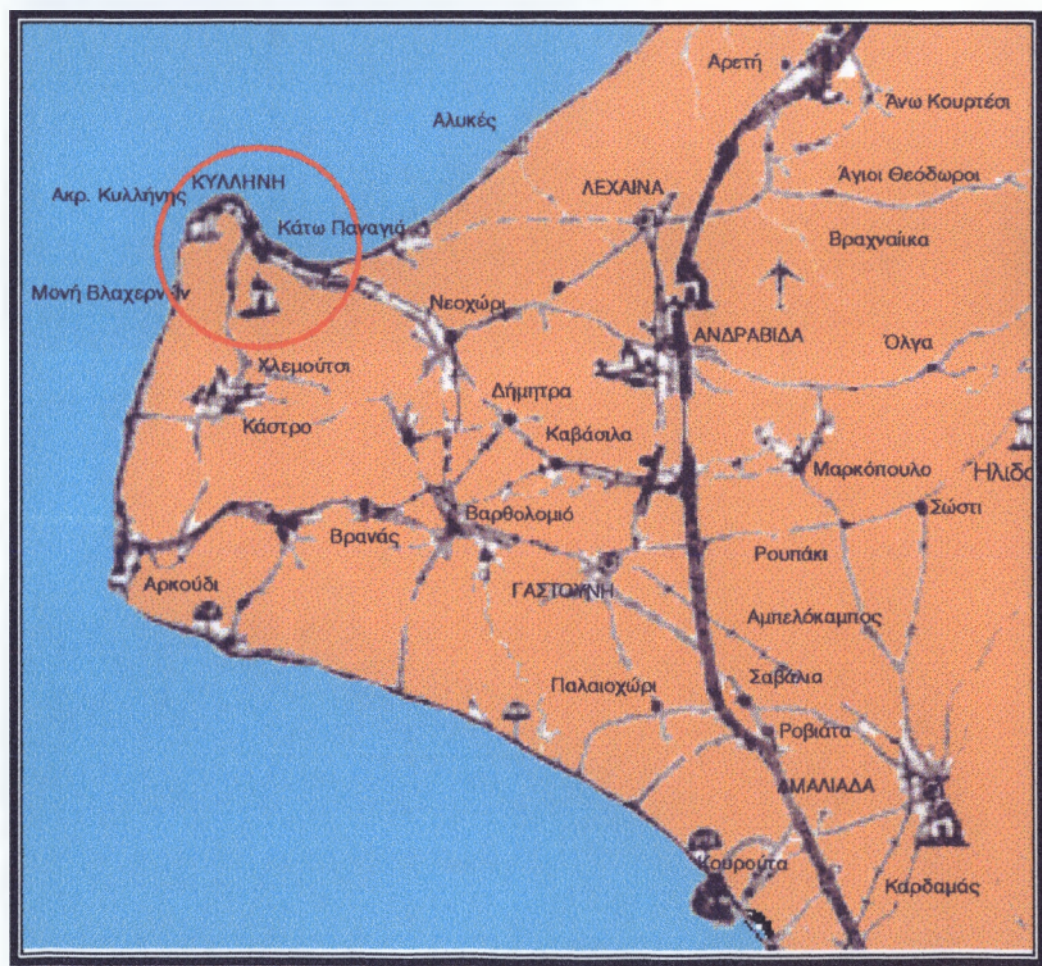 Αρετή
Άνω Κουρτέσι
Αλυκές
Άγιοι Θεόδωροι
ΛΕΧΑΙΝΑ
ΚΥΛΛΗΝΗ
Ακρ. Κυλλήνης
Κάτω Παναγιά
Βραχναίικα
Μονή Βλαχερνών
Νεοχώρι
ΑΝΔΡΑΒΙΔΑ
Όλγα
Χλεμούτσι
Δήμητρα
Κάστρο
Καβάσιλα
Μαρκόπουλο
Ηλιδο
Βαρθολομιό
Σώστι
Βρανάς
Ρουπάκι
Αρκούδι
ΓΑΣΤΟΥΝΗ
Αμπελόκαμπος
Παλαιοχώρι
Σαβάλια
Ροβιάτα
ΑΜΑΛΙΑΔΑ
Κουρούτα
Καρδαμάς